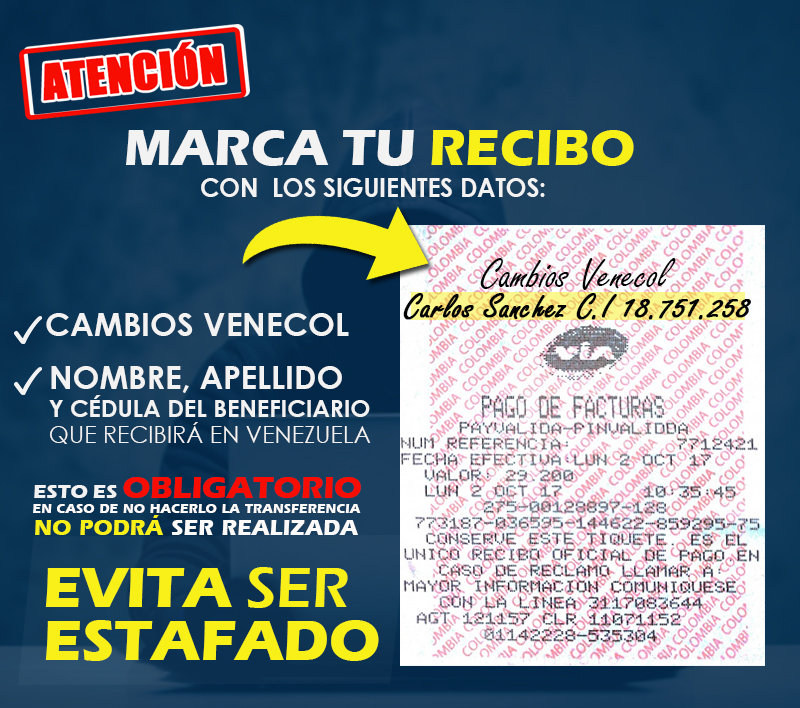 ATENCIÓN
MARCA TU RECIBO
CON LOS SIGUIENTES DATOS:
✓ CAMBIOS VENECOL
✓ NOMBRE, APELLIDO
Y CÉDULA DEL BENEFICIARIO
QUE RECIBIRÁ EN VENEZUELA
ESTO ES OBLIGATORIO
EN CASO DE NO HACERLO LA TRANSFERENCIA
NO PODRÁ SER REALIZADA
EVITA SER
ESTAFADO
Cambios Venecol
Carlos Sanchez C.I 18.751.258
via
PAGO DE FACTURAS
PAYVALIDA-PINVALIDDA
NUM REFERENCIA: 7712421
FECHA EFECTIVA:LUN 2 OCT 17
VALOR: 29 200
LUN 2 OCT 17 10:35:45
275-00128897-128
773187-036595-144622-859295-75
CONSERVE ESTE TIQUETE. ES EL
UNICO RECIBO OFICIAL DE PAGO EN
CASO DE RECLAMO LLAMAR A:
MAYOR INFORMACION COMUNIQUESE
CON LA LINEA 3117083644
AGT 121157 CLR 11071152
01142228-535304